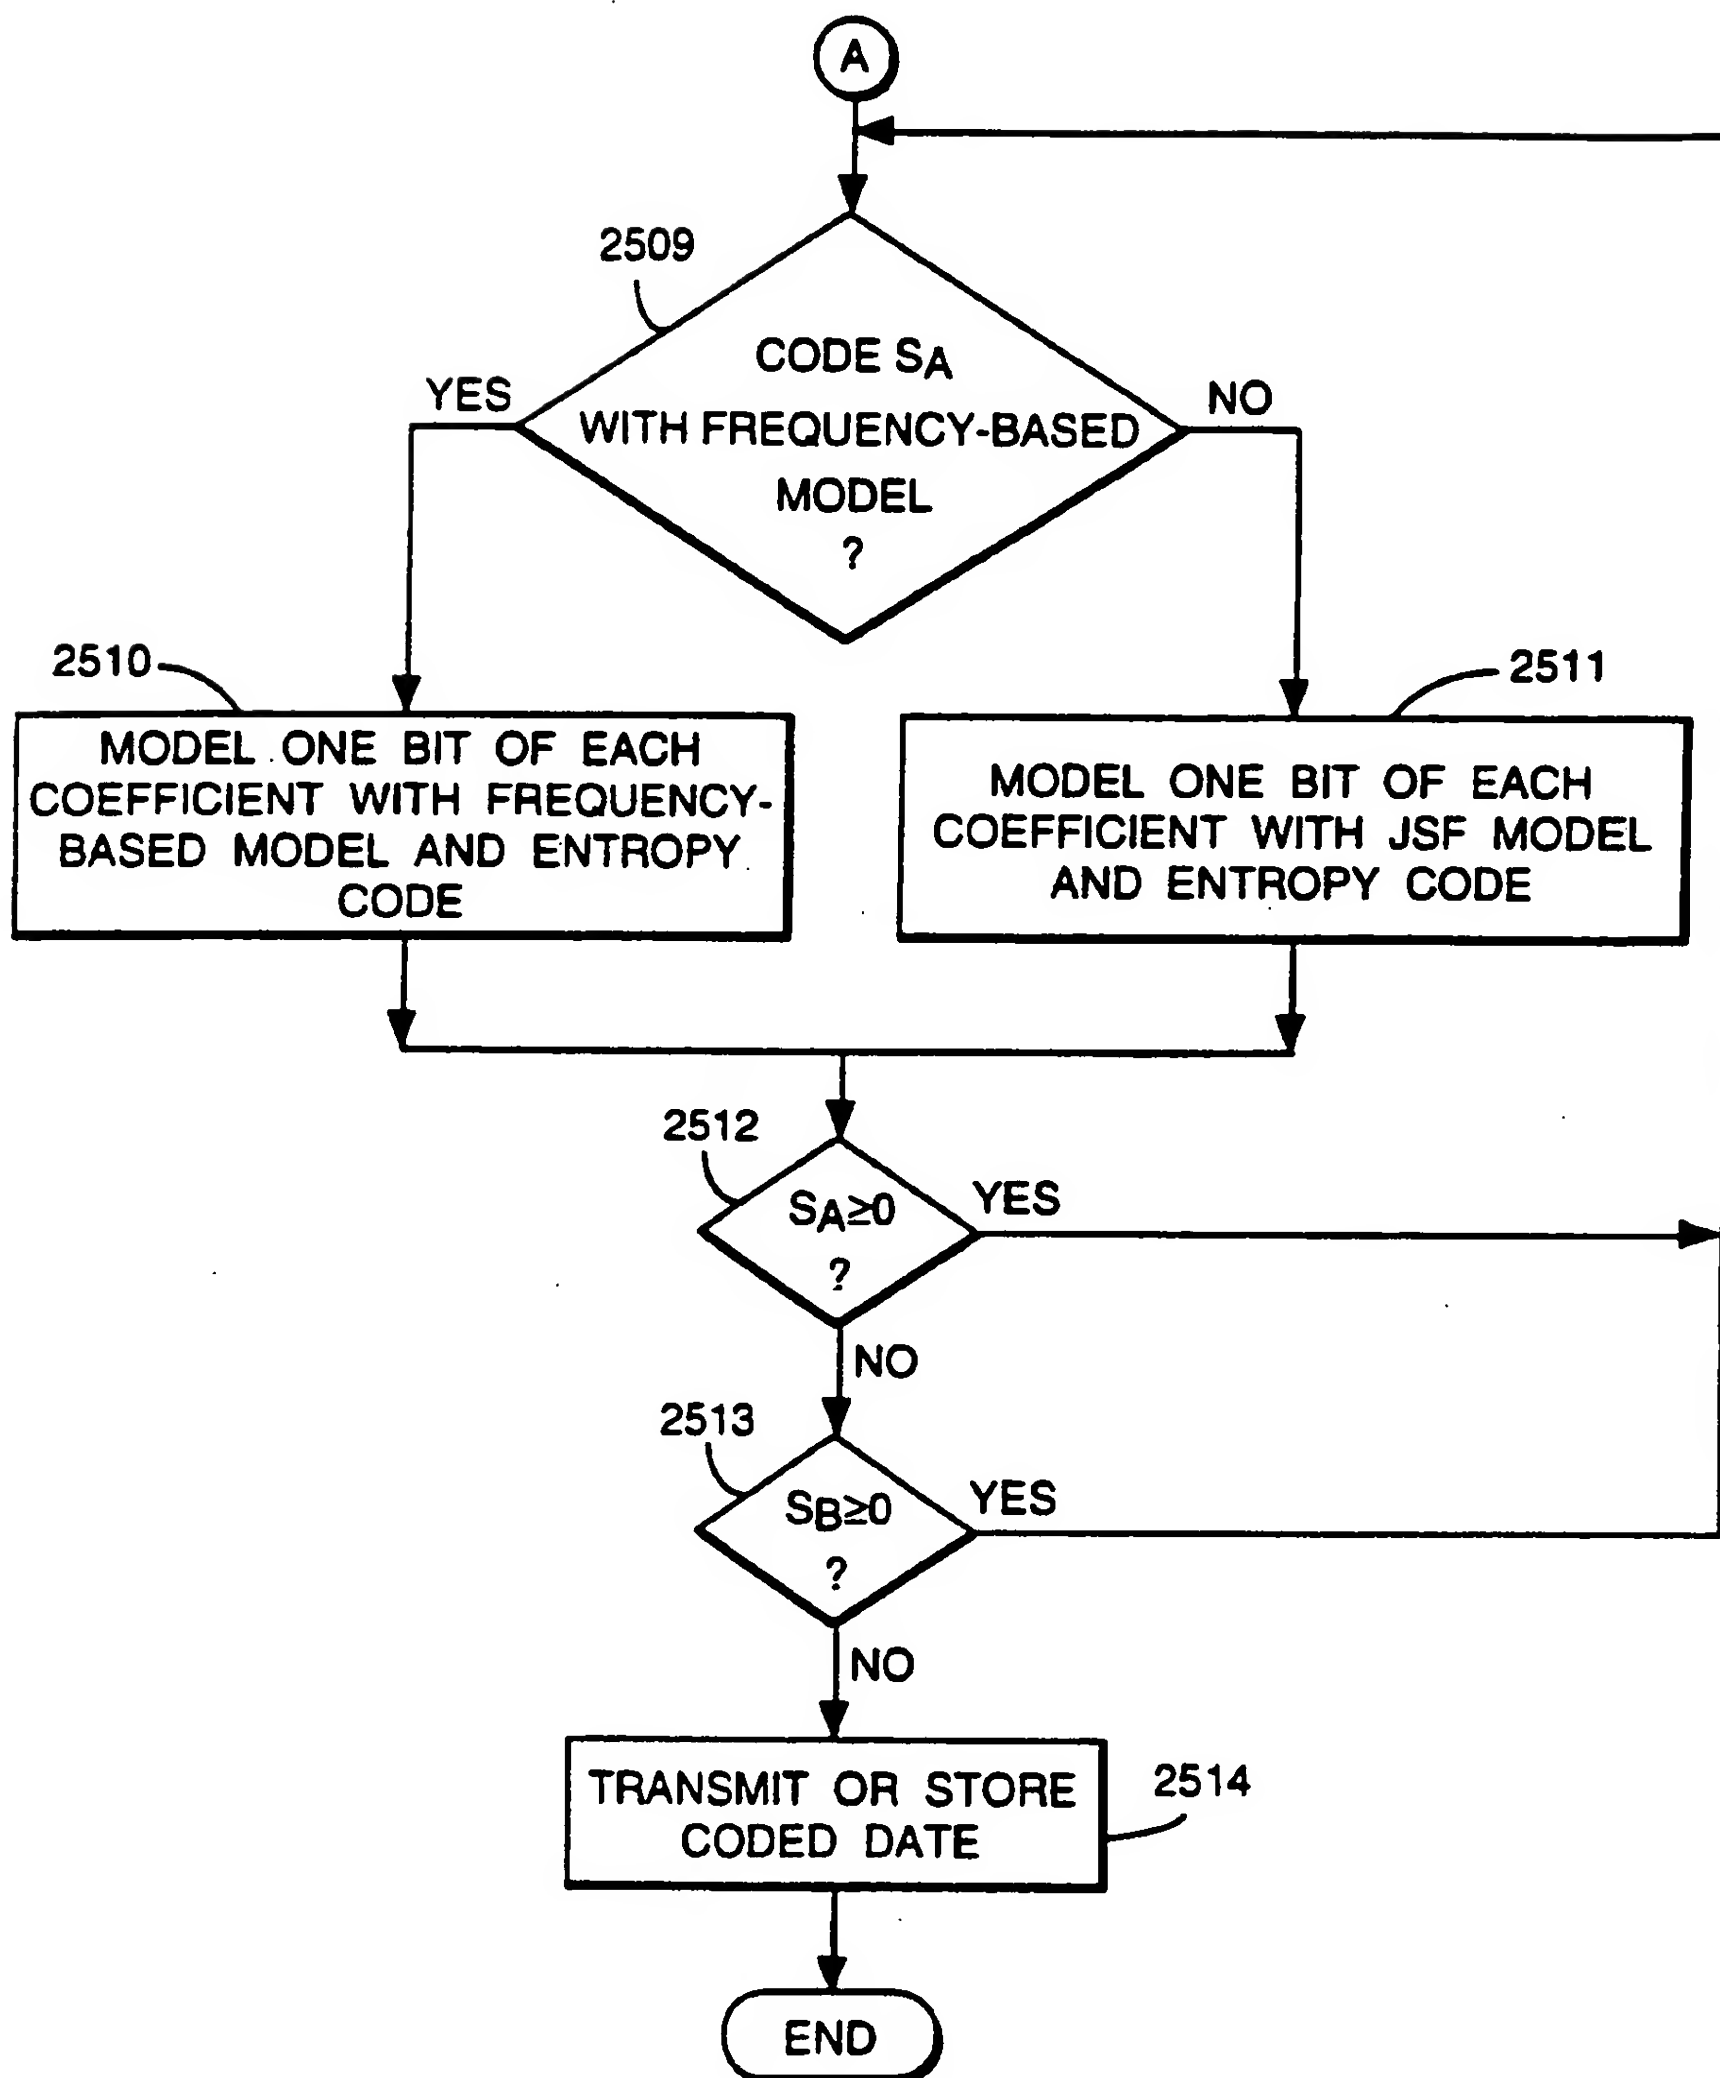 A
2509
CODE SA
WITH FREQUENCY-BASED
MODEL
?
YES
NO
2510
2511
MODEL ONE BIT OF EACH
COEFFICIENT WITH FREQUENCY-
BASED MODEL AND ENTROPY
CODE
MODEL ONE BIT OF EACH
COEFFICIENT WITH JSF MODEL
AND ENTROPY CODE
2512
SA≥0
?
YES
NO
2513
SB≥0
?
YES
NO
TRANSMIT OR STORE
CODED DATE
2514
END